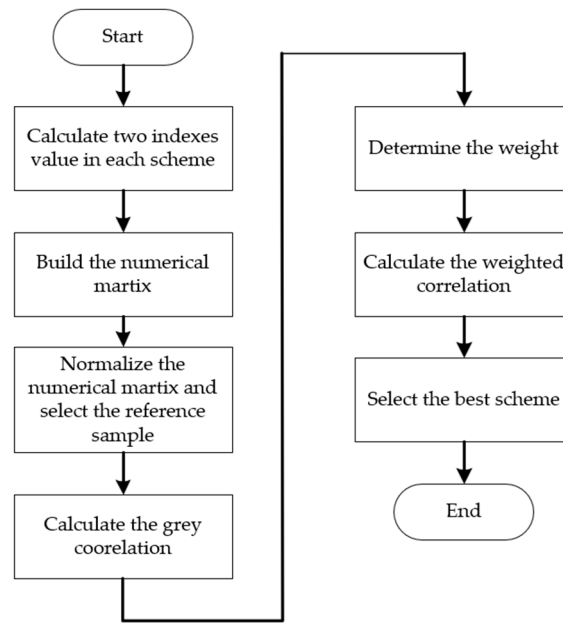 Start
Calculate two indexes
value in each scheme
Build the numerical
martix
Normalize the
numerical martix and
select the reference
sample
Calculate the grey
coorelation
Determine the weight
Calculate the weighted
correlation
Select the best scheme
End